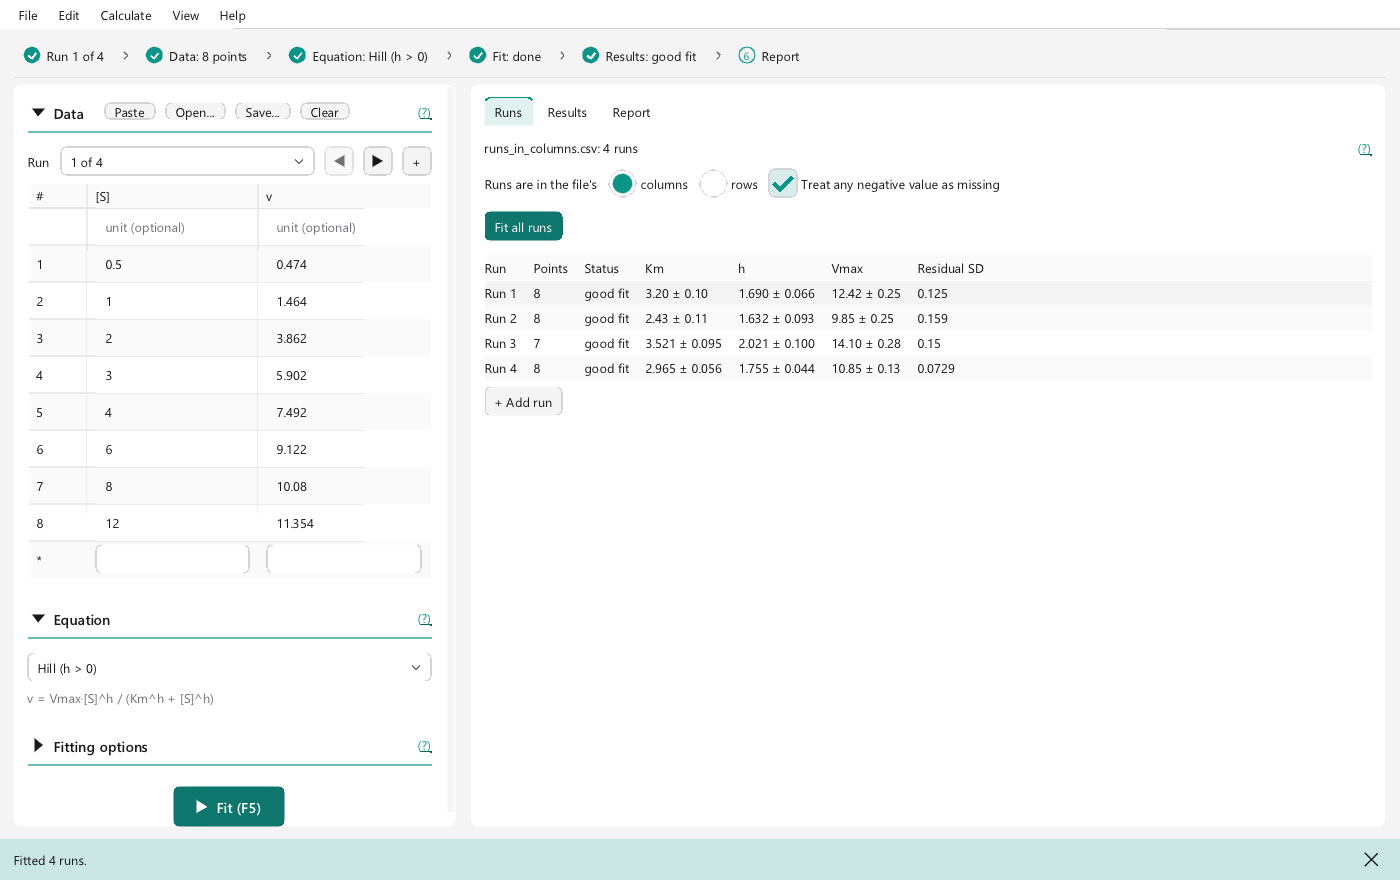 File Edit Calculate View Help
Run 1 of 4 > Data: 8 points > Equation: Hill (h > 0) > Fit: done > Results: good fit > 6 Report
Data Paste Open... Save... Clear (?)
Run 1 of 4 +
# [S] v
unit (optional) unit (optional)
1 0.5 0.474
2 1 1.464
3 2 3.862
4 3 5.902
5 4 7.492
6 6 9.122
7 8 10.08
8 12 11.354
*
Equation (?)
Hill (h > 0)
v = Vmax·[S]^h / (Km^h + [S]^h)
Fitting options (?)
Fit (F5)
Runs Results Report
runs_in_columns.csv: 4 runs (?)
Runs are in the file's columns rows Treat any negative value as missing
Fit all runs
Run Points Status Km h Vmax Residual SD
Run 1 8 good fit 3.20 ± 0.10 1.690 ± 0.066 12.42 ± 0.25 0.125
Run 2 8 good fit 2.43 ± 0.11 1.632 ± 0.093 9.85 ± 0.25 0.159
Run 3 7 good fit 3.521 ± 0.095 2.021 ± 0.100 14.10 ± 0.28 0.15
Run 4 8 good fit 2.965 ± 0.056 1.755 ± 0.044 10.85 ± 0.13 0.0729
+ Add run
Fitted 4 runs.